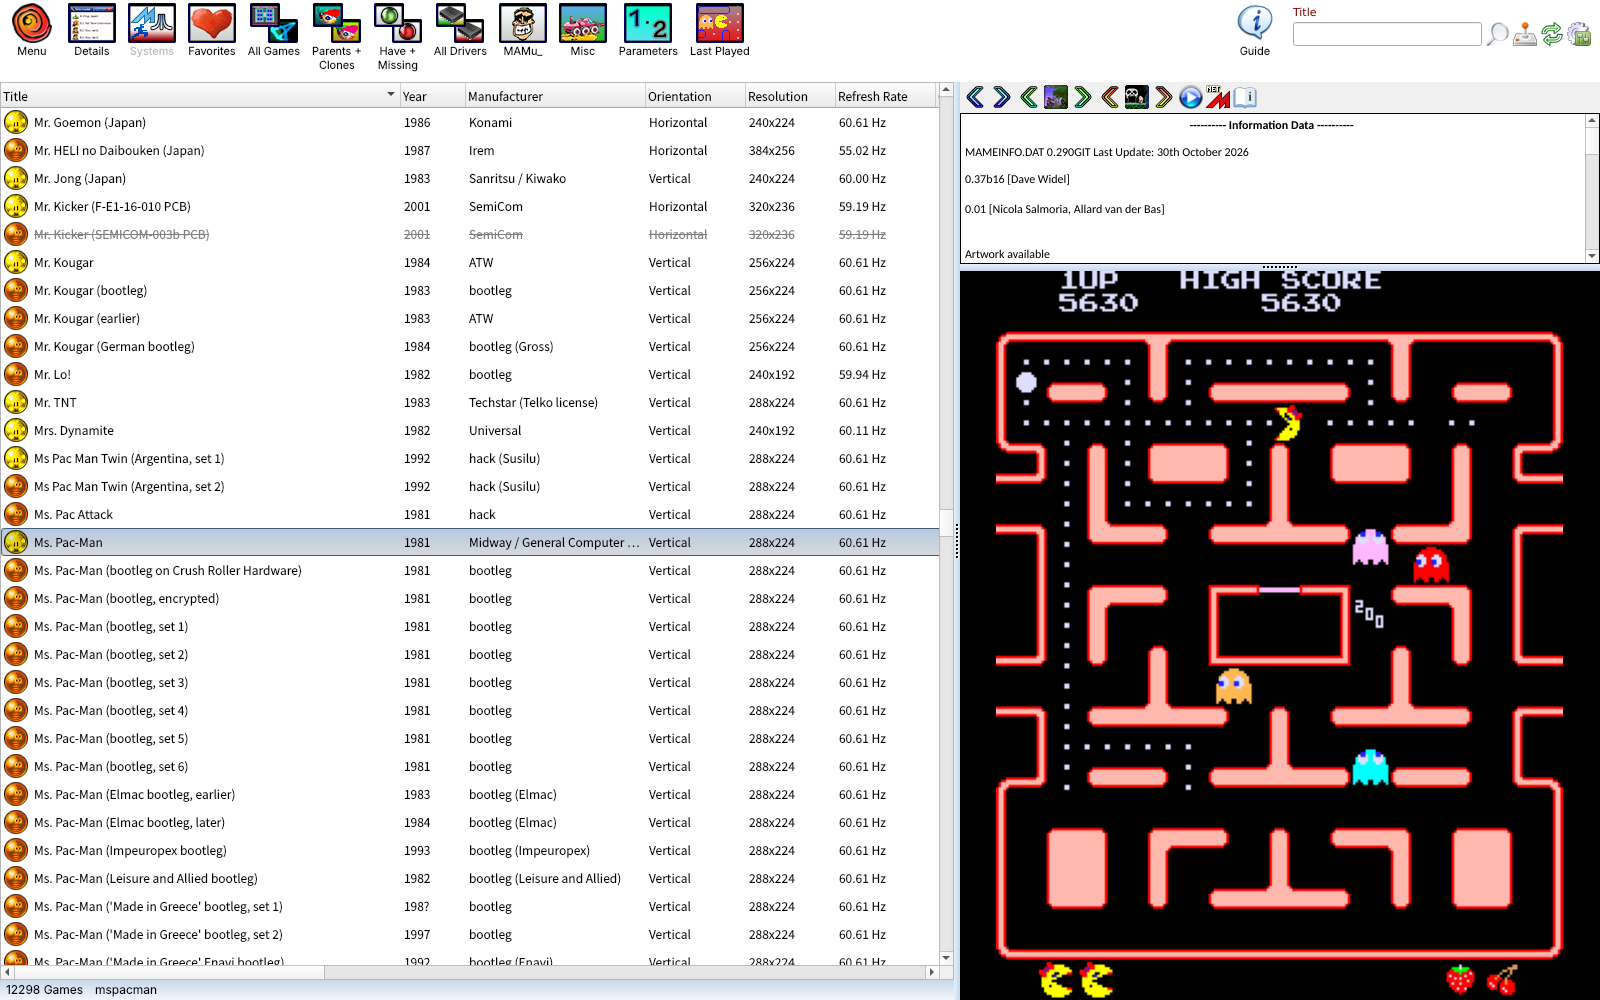 Menu
Details
Systems
Favorites
All Games
Parents +
Clones
Have +
Missing
All Drivers
MAMu_
Misc
1.2
Parameters
Last Played
Guide
Title
Title Year Manufacturer Orientation Resolution Refresh Rate
Mr. Goemon (Japan) 1986 Konami Horizontal 240x224 60.61 Hz
Mr. HELI no Daibouken (Japan) 1987 Irem Horizontal 384x256 55.02 Hz
Mr. Jong (Japan) 1983 Sanritsu / Kiwako Vertical 240x224 60.00 Hz
Mr. Kicker (F-E1-16-010 PCB) 2001 SemiCom Horizontal 320x236 59.19 Hz
Mr. Kicker (SEMICOM-003b PCB) 2001 SemiCom Horizontal 320x236 59.19 Hz
Mr. Kougar 1984 ATW Vertical 256x224 60.61 Hz
Mr. Kougar (bootleg) 1983 bootleg Vertical 256x224 60.61 Hz
Mr. Kougar (earlier) 1983 ATW Vertical 256x224 60.61 Hz
Mr. Kougar (German bootleg) 1984 bootleg (Gross) Vertical 256x224 60.61 Hz
Mr. Lo! 1982 bootleg Vertical 240x192 59.94 Hz
Mr. TNT 1983 Techstar (Telko license) Vertical 288x224 60.61 Hz
Mrs. Dynamite 1982 Universal Vertical 240x192 60.11 Hz
Ms Pac Man Twin (Argentina, set 1) 1992 hack (Susilu) Vertical 288x224 60.61 Hz
Ms Pac Man Twin (Argentina, set 2) 1992 hack (Susilu) Vertical 288x224 60.61 Hz
Ms. Pac Attack 1981 hack Vertical 288x224 60.61 Hz
Ms. Pac-Man 1981 Midway / General Computer ... Vertical 288x224 60.61 Hz
Ms. Pac-Man (bootleg on Crush Roller Hardware) 1981 bootleg Vertical 288x224 60.61 Hz
Ms. Pac-Man (bootleg, encrypted) 1981 bootleg Vertical 288x224 60.61 Hz
Ms. Pac-Man (bootleg, set 1) 1981 bootleg Vertical 288x224 60.61 Hz
Ms. Pac-Man (bootleg, set 2) 1981 bootleg Vertical 288x224 60.61 Hz
Ms. Pac-Man (bootleg, set 3) 1981 bootleg Vertical 288x224 60.61 Hz
Ms. Pac-Man (bootleg, set 4) 1981 bootleg Vertical 288x224 60.61 Hz
Ms. Pac-Man (bootleg, set 5) 1981 bootleg Vertical 288x224 60.61 Hz
Ms. Pac-Man (bootleg, set 6) 1981 bootleg Vertical 288x224 60.61 Hz
Ms. Pac-Man (Elmac bootleg, earlier) 1983 bootleg (Elmac) Vertical 288x224 60.61 Hz
Ms. Pac-Man (Elmac bootleg, later) 1984 bootleg (Elmac) Vertical 288x224 60.61 Hz
Ms. Pac-Man (Impeuropex bootleg) 1993 bootleg (Impeuropex) Vertical 288x224 60.61 Hz
Ms. Pac-Man (Leisure and Allied bootleg) 1982 bootleg (Leisure and Allied) Vertical 288x224 60.61 Hz
Ms. Pac-Man ('Made in Greece' bootleg, set 1) 198? bootleg Vertical 288x224 60.61 Hz
Ms. Pac-Man ('Made in Greece' bootleg, set 2) 1997 bootleg Vertical 288x224 60.61 Hz
Ms. Pac-Man ('Made in Greece' Enavi bootleg) 1992 bootleg (Enavi) Vertical 288x224 60.61 Hz
12298 Games mspacman
---------- Information Data ----------
MAMEINFO.DAT 0.290GIT Last Update: 30th October 2026
0.37b16 [Dave Widel]
0.01 [Nicola Salmoria, Allard van der Bas]
Artwork available
1UP HIGH SCORE
5630 5630
200